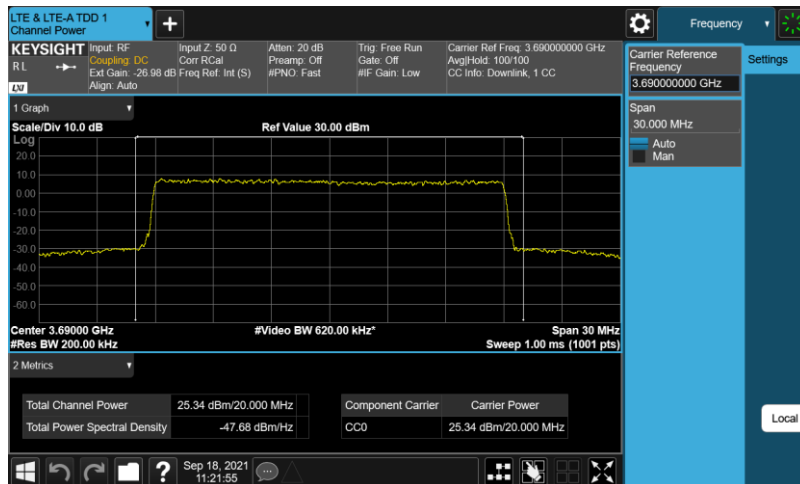 LTE & LTE-A TDD 1
Channel Power
Frequency
KEYSIGHT
R L
LXI
Input: RF
Coupling: DC
Ext Gain: -26.98 dB
Align: Auto
Input Z: 50 Ω
Corr RCal
Freq Ref: Int (S)
Atten: 20 dB
Preamp: Off
#PNO: Fast
Trig: Free Run
Gate: Off
#IF Gain: Low
Carrier Ref Freq: 3.690000000 GHz
Avg|Hold: 100/100
CC Info: Downlink, 1 CC
Carrier Reference
Frequency
3.690000000 GHz
Settings
Span
30.000 MHz
Auto
Man
1 Graph
Scale/Div 10.0 dB
Ref Value 30.00 dBm
Log
20.0
10.0
0.00
-10.0
-20.0
-30.0
-40.0
-50.0
-60.0
Center 3.69000 GHz
#Video BW 620.00 kHz*
Span 30 MHz
#Res BW 200.00 kHz
Sweep 1.00 ms (1001 pts)
2 Metrics
Total Channel Power 25.34 dBm/20.000 MHz
Total Power Spectral Density -47.68 dBm/Hz
Component Carrier Carrier Power
CC0 25.34 dBm/20.000 MHz
Local
?
Sep 18, 2021
11:21:55